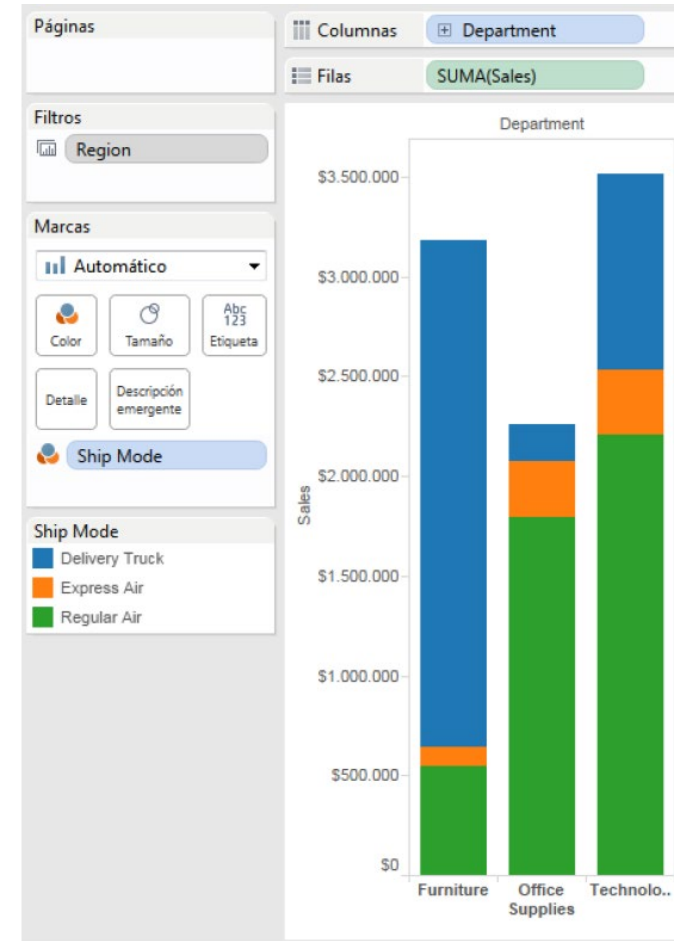 Páginas
Columnas
Department
Filas
SUMA(Sales)
Filtros
Region
Marcas
Automático
Color
Tamaño
Abc
123
Etiqueta
Detalle
Descripción
emergente
Ship Mode
Ship Mode
Delivery Truck
Express Air
Regular Air
Department
$3.500.000
$3.000.000
$2.500.000
$2.000.000
$1.500.000
$1.000.000
$500.000
$0
Sales
Furniture
Office
Supplies
Technolo..